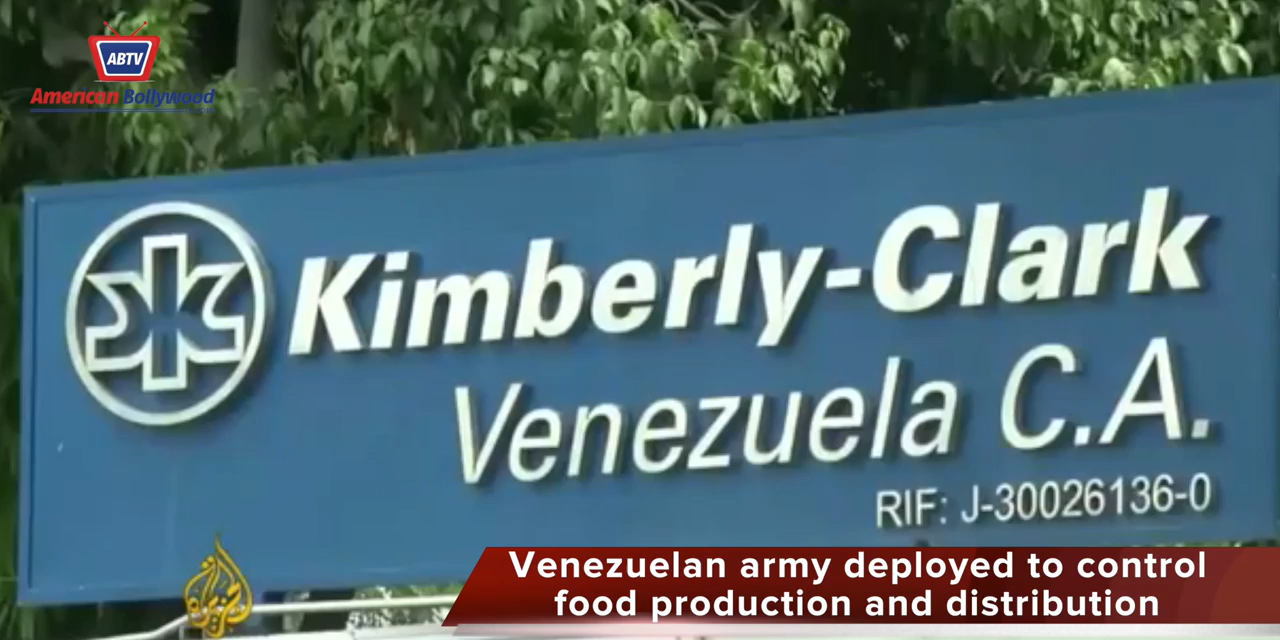 ABTV
American Bollywood
Kimberly-Clark
Venezuela C.A.
RIF: J-30026136-0
Venezuelan army deployed to control
food production and distribution